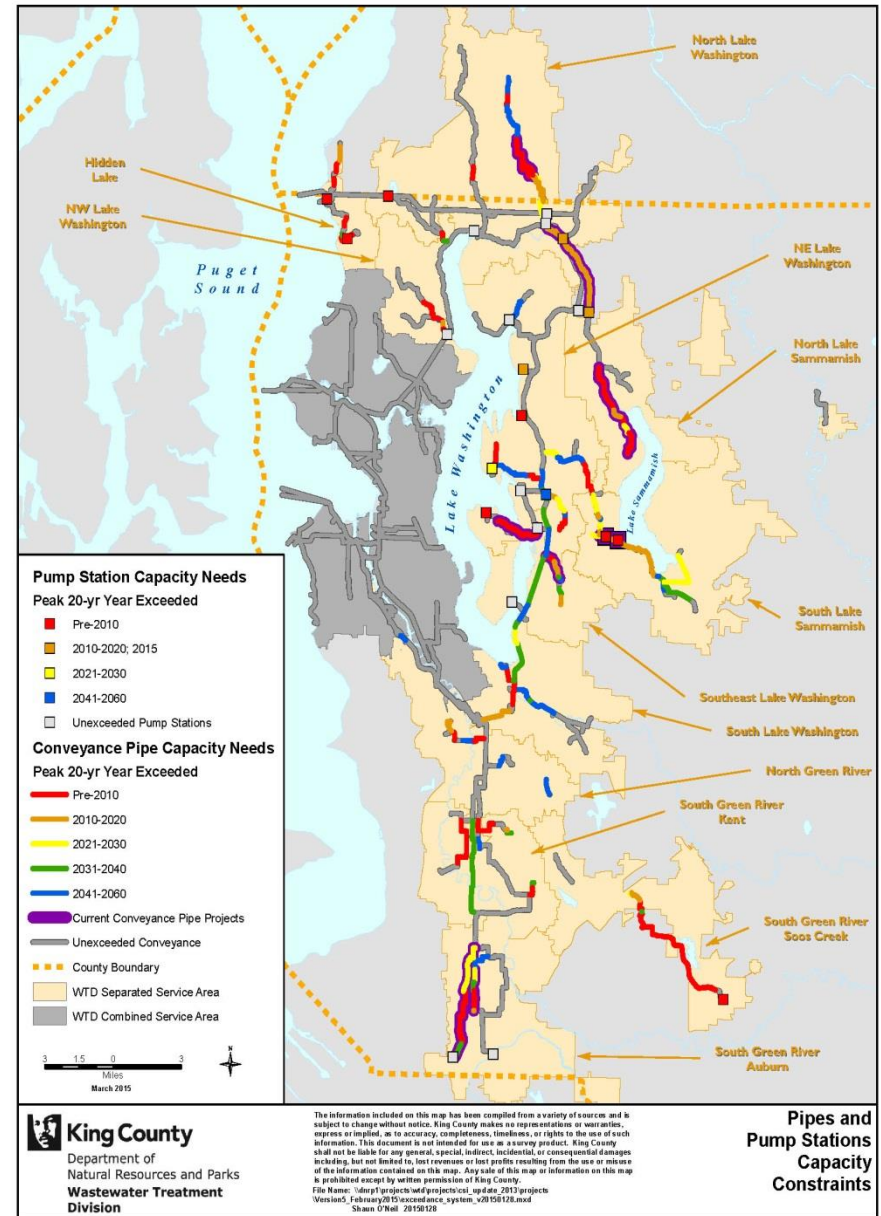 North Lake
Washington
Hidden
Lake
NW Lake
Washington
Puget
Sound
NE Lake
Washington
North Lake
Sammamish
Lake Washington
Lake Sammamish
South Lake
Sammamish
Southeast Lake Washington
South Lake Washington
North Green River
South Green River
Kent
South Green River
Soos Creek
South Green River
Auburn
Pump Station Capacity Needs
Peak 20-yr Year Exceeded
Pre-2010
2010-2020; 2015
2021-2030
2041-2060
Unexceeded Pump Stations
Conveyance Pipe Capacity Needs
Peak 20-yr Year Exceeded
Pre-2010
2010-2020
2021-2030
2031-2040
2041-2060
Current Conveyance Pipe Projects
Unexceeded Conveyance
County Boundary
WTD Separated Service Area
WTD Combined Service Area
3 1.5 0 3
Miles
March 2015
N
King County
Department of
Natural Resources and Parks
Wastewater Treatment
Division
The information included on this map has been compiled from a variety of sources and is
subject to change without notice. King County makes no representations or warranties,
express or implied, as to accuracy, completeness, timeliness, or rights to the use of such
information. This document is not intended for use as a survey product. King County
shall not be liable for any general, special, indirect, incidental, or consequential damages
including, but not limited to, lost revenues or lost profits resulting from the use or misuse
of the information contained on this map. Any sale of this map or information on this map
is prohibited except by written permission of King County.
File Name: \\dnrp1\projects\wtd\projects\csi_update_2013\projects
\Version5_February2015\exceedance_system_v20150128.mxd
Shaun O'Neil 20150128
Pipes and
Pump Stations
Capacity
Constraints